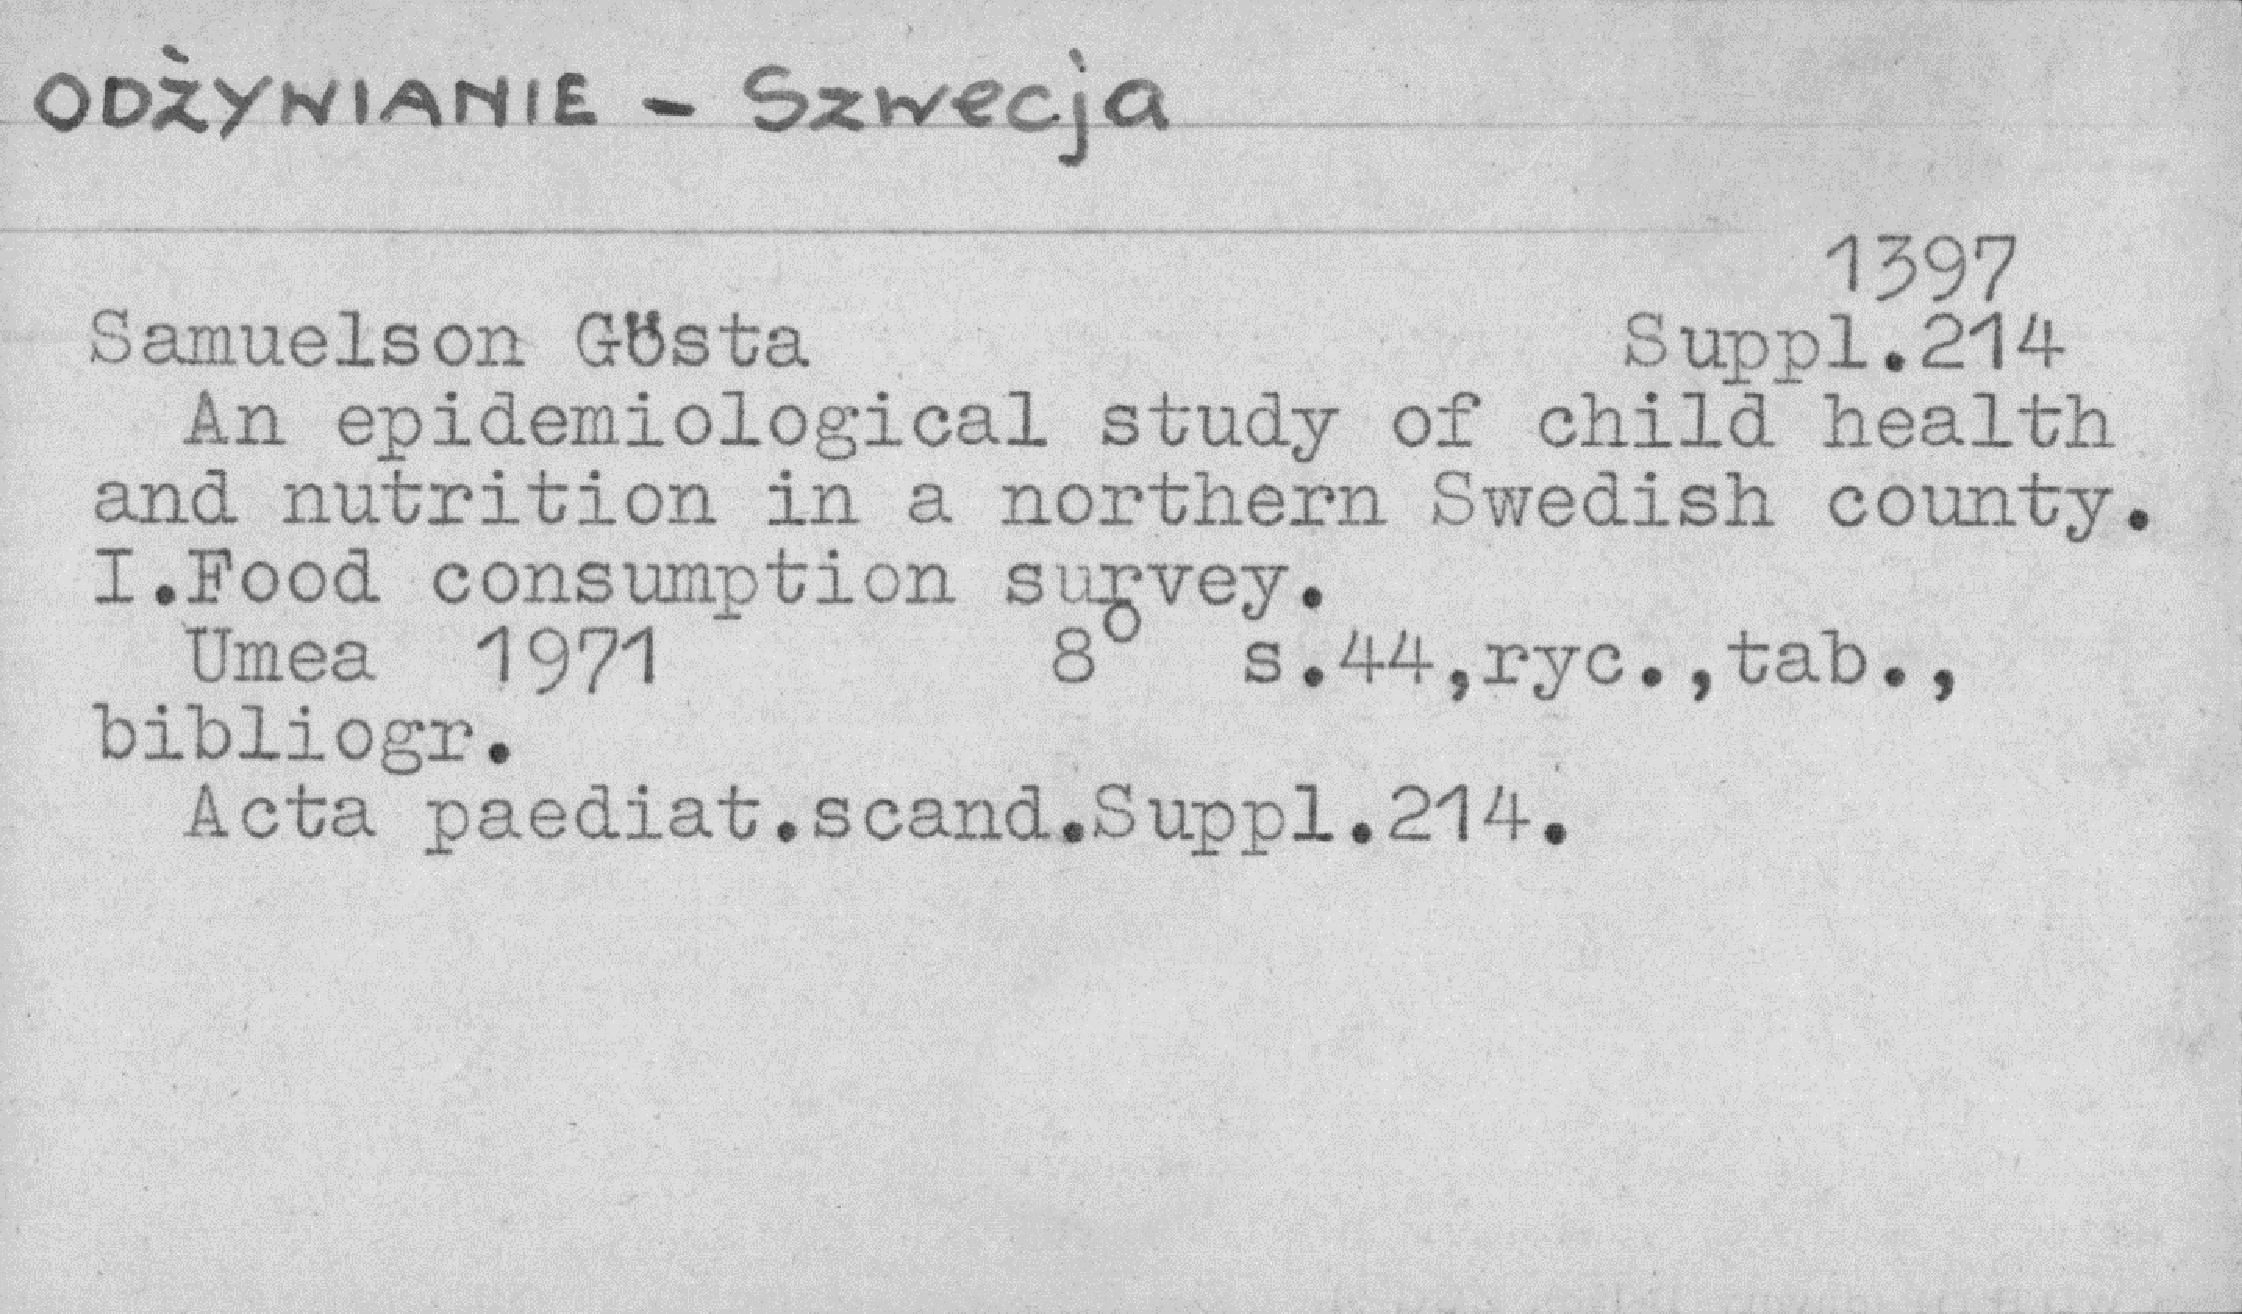 ODŻYWIANIE - Szwecja
1397
Samuelson Gösta Suppl.214
An epidemiological study of child health
and nutrition in a northern Swedish county.
I.Food consumption survey.
Umea 1971 8° s.44,ryc.,tab.,
bibliogr.
Acta paediat.scand.Suppl.214.